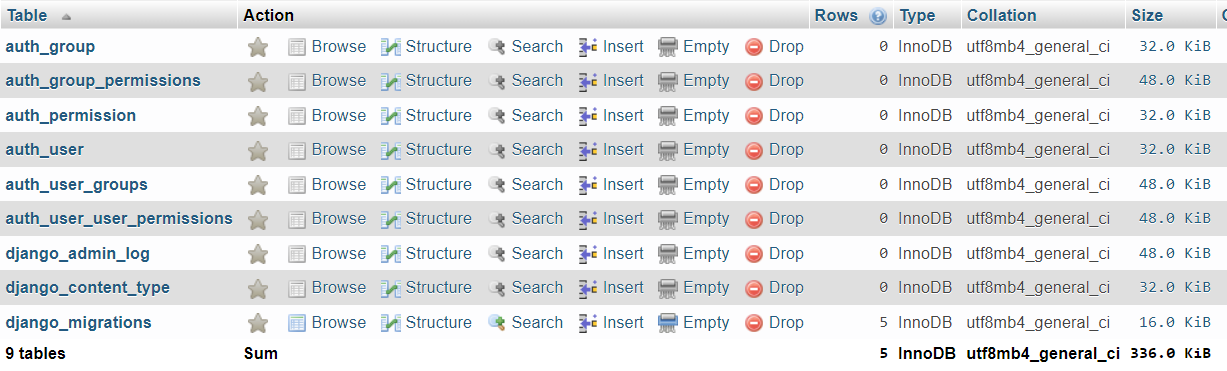 Table Action Rows Type Collation Size
auth_group Browse Structure Search Insert Empty Drop 0 InnoDB utf8mb4_general_ci 32.0 KiB
auth_group_permissions Browse Structure Search Insert Empty Drop 0 InnoDB utf8mb4_general_ci 48.0 KiB
auth_permission Browse Structure Search Insert Empty Drop 0 InnoDB utf8mb4_general_ci 32.0 KiB
auth_user Browse Structure Search Insert Empty Drop 0 InnoDB utf8mb4_general_ci 32.0 KiB
auth_user_groups Browse Structure Search Insert Empty Drop 0 InnoDB utf8mb4_general_ci 48.0 KiB
auth_user_user_permissions Browse Structure Search Insert Empty Drop 0 InnoDB utf8mb4_general_ci 48.0 KiB
django_admin_log Browse Structure Search Insert Empty Drop 0 InnoDB utf8mb4_general_ci 48.0 KiB
django_content_type Browse Structure Search Insert Empty Drop 0 InnoDB utf8mb4_general_ci 32.0 KiB
django_migrations Browse Structure Search Insert Empty Drop 5 InnoDB utf8mb4_general_ci 16.0 KiB
9 tables Sum 5 InnoDB utf8mb4_general_ci 336.0 KiB